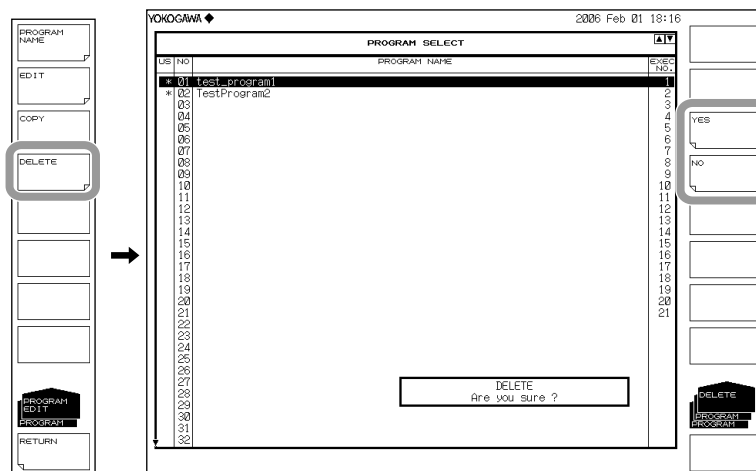 PROGRAM
NAME
EDIT
COPY
DELETE
PROGRAM
EDIT
PROGRAM
RETURN
YOKOGAWA
2006 Feb 01 18:16
PROGRAM SELECT
US NO PROGRAM NAME EXEC
NO.
* 01 test_program1 1
* 02 TestProgram2 2
03 3
04 4
05 5
06 6
07 7
08 8
09 9
10 10
11 11
12 12
13 13
14 14
15 15
16 16
17 17
18 18
19 19
20 20
21 21
22
23
24
25
26
27
28
29
30
31
32
DELETE
Are you sure ?
YES
NO
DELETE
PROGRAM
PROGRAM